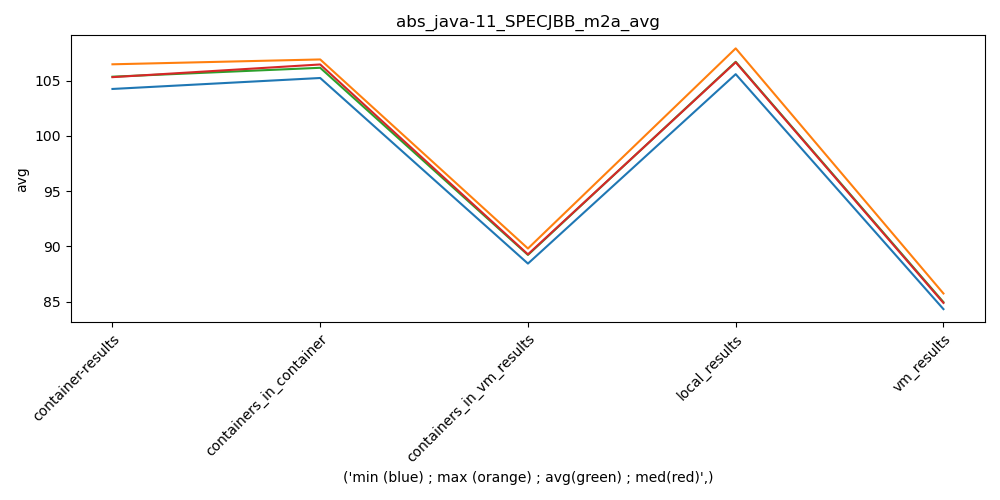 abs_java-11_SPECJBB_m2a_avg
avg
105
100
95
90
85
container-results
containers_in_container
containers_in_vm_results
local_results
vm_results
('min (blue) ; max (orange) ; avg(green) ; med(red)',)